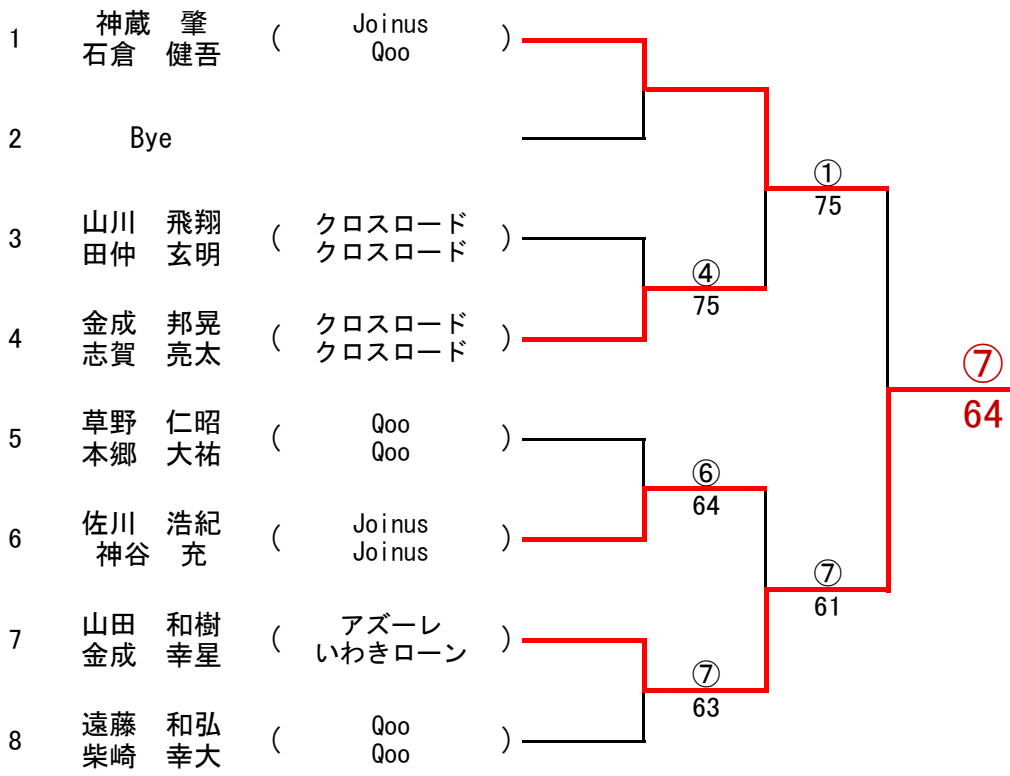 1 神蔵 肇 ( Joinus )
石倉 健吾 Qoo
2 Bye
①
75
3 山川 飛翔 ( クロスロード )
田仲 玄明 クロスロード
④
75
4 金成 邦晃 ( クロスロード )
志賀 亮太 クロスロード
⑦
64
5 草野 仁昭 ( Qoo )
本郷 大祐 Qoo
⑥
64
6 佐川 浩紀 ( Joinus )
神谷 充 Joinus
⑦
61
7 山田 和樹 ( アズーレ )
金成 幸星 いわきローン
⑦
63
8 遠藤 和弘 ( Qoo )
柴崎 幸大 Qoo